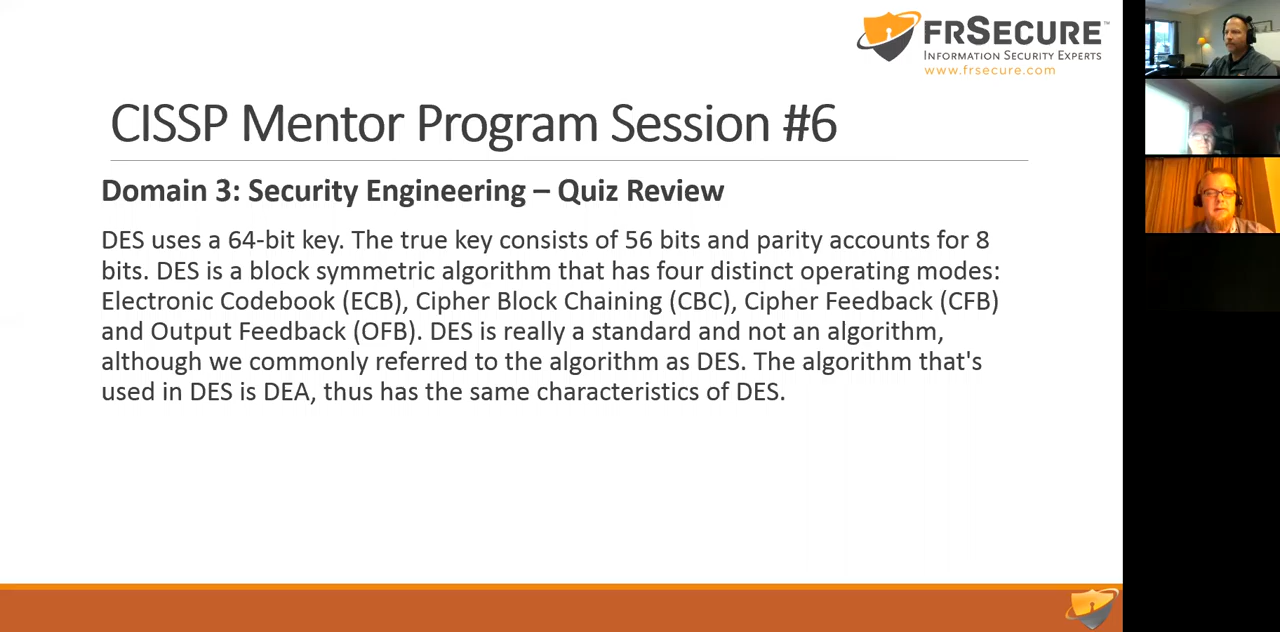 FRSECURE™
INFORMATION SECURITY EXPERTS
www.frsecure.com
CISSP Mentor Program Session #6
Domain 3: Security Engineering – Quiz Review
DES uses a 64-bit key. The true key consists of 56 bits and parity accounts for 8
bits. DES is a block symmetric algorithm that has four distinct operating modes:
Electronic Codebook (ECB), Cipher Block Chaining (CBC), Cipher Feedback (CFB)
and Output Feedback (OFB). DES is really a standard and not an algorithm,
although we commonly referred to the algorithm as DES. The algorithm that's
used in DES is DEA, thus has the same characteristics of DES.